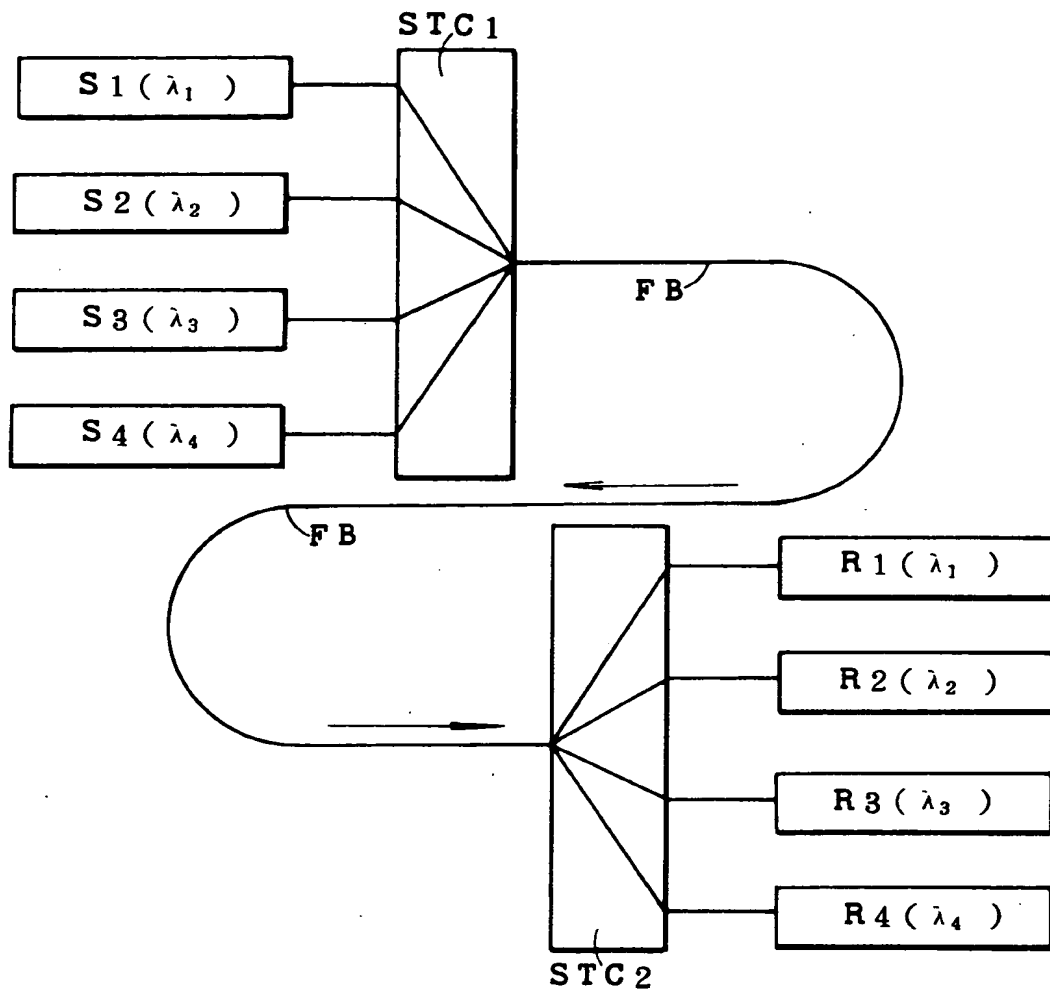 STC1
S1(λ₁)
S2(λ₂)
FB
S3(λ₃)
S4(λ₄)
FB
R1(λ₁)
R2(λ₂)
R3(λ₃)
R4(λ₄)
STC2